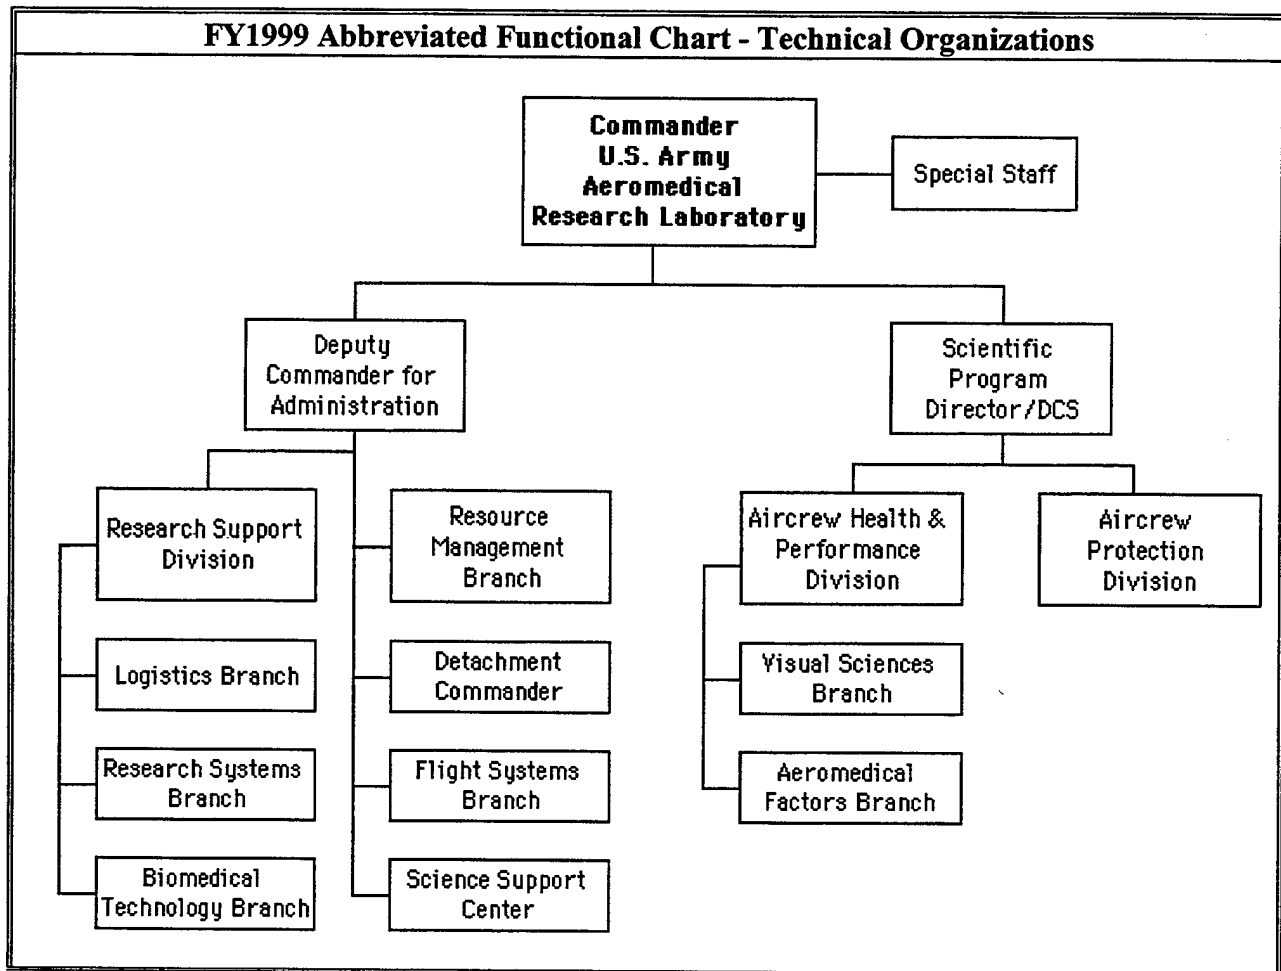 FY1999 Abbreviated Functional Chart - Technical Organizations
Commander
U.S. Army
Aeromedical
Research Laboratory
Special Staff
Deputy
Commander for
Administration
Scientific
Program
Director/DCS
Research Support
Division
Resource
Management
Branch
Aircrew Health &
Performance
Division
Aircrew
Protection
Division
Logistics Branch
Detachment
Commander
Visual Sciences
Branch
Research Systems
Branch
Flight Systems
Branch
Aeromedical
Factors Branch
Biomedical
Technology Branch
Science Support
Center